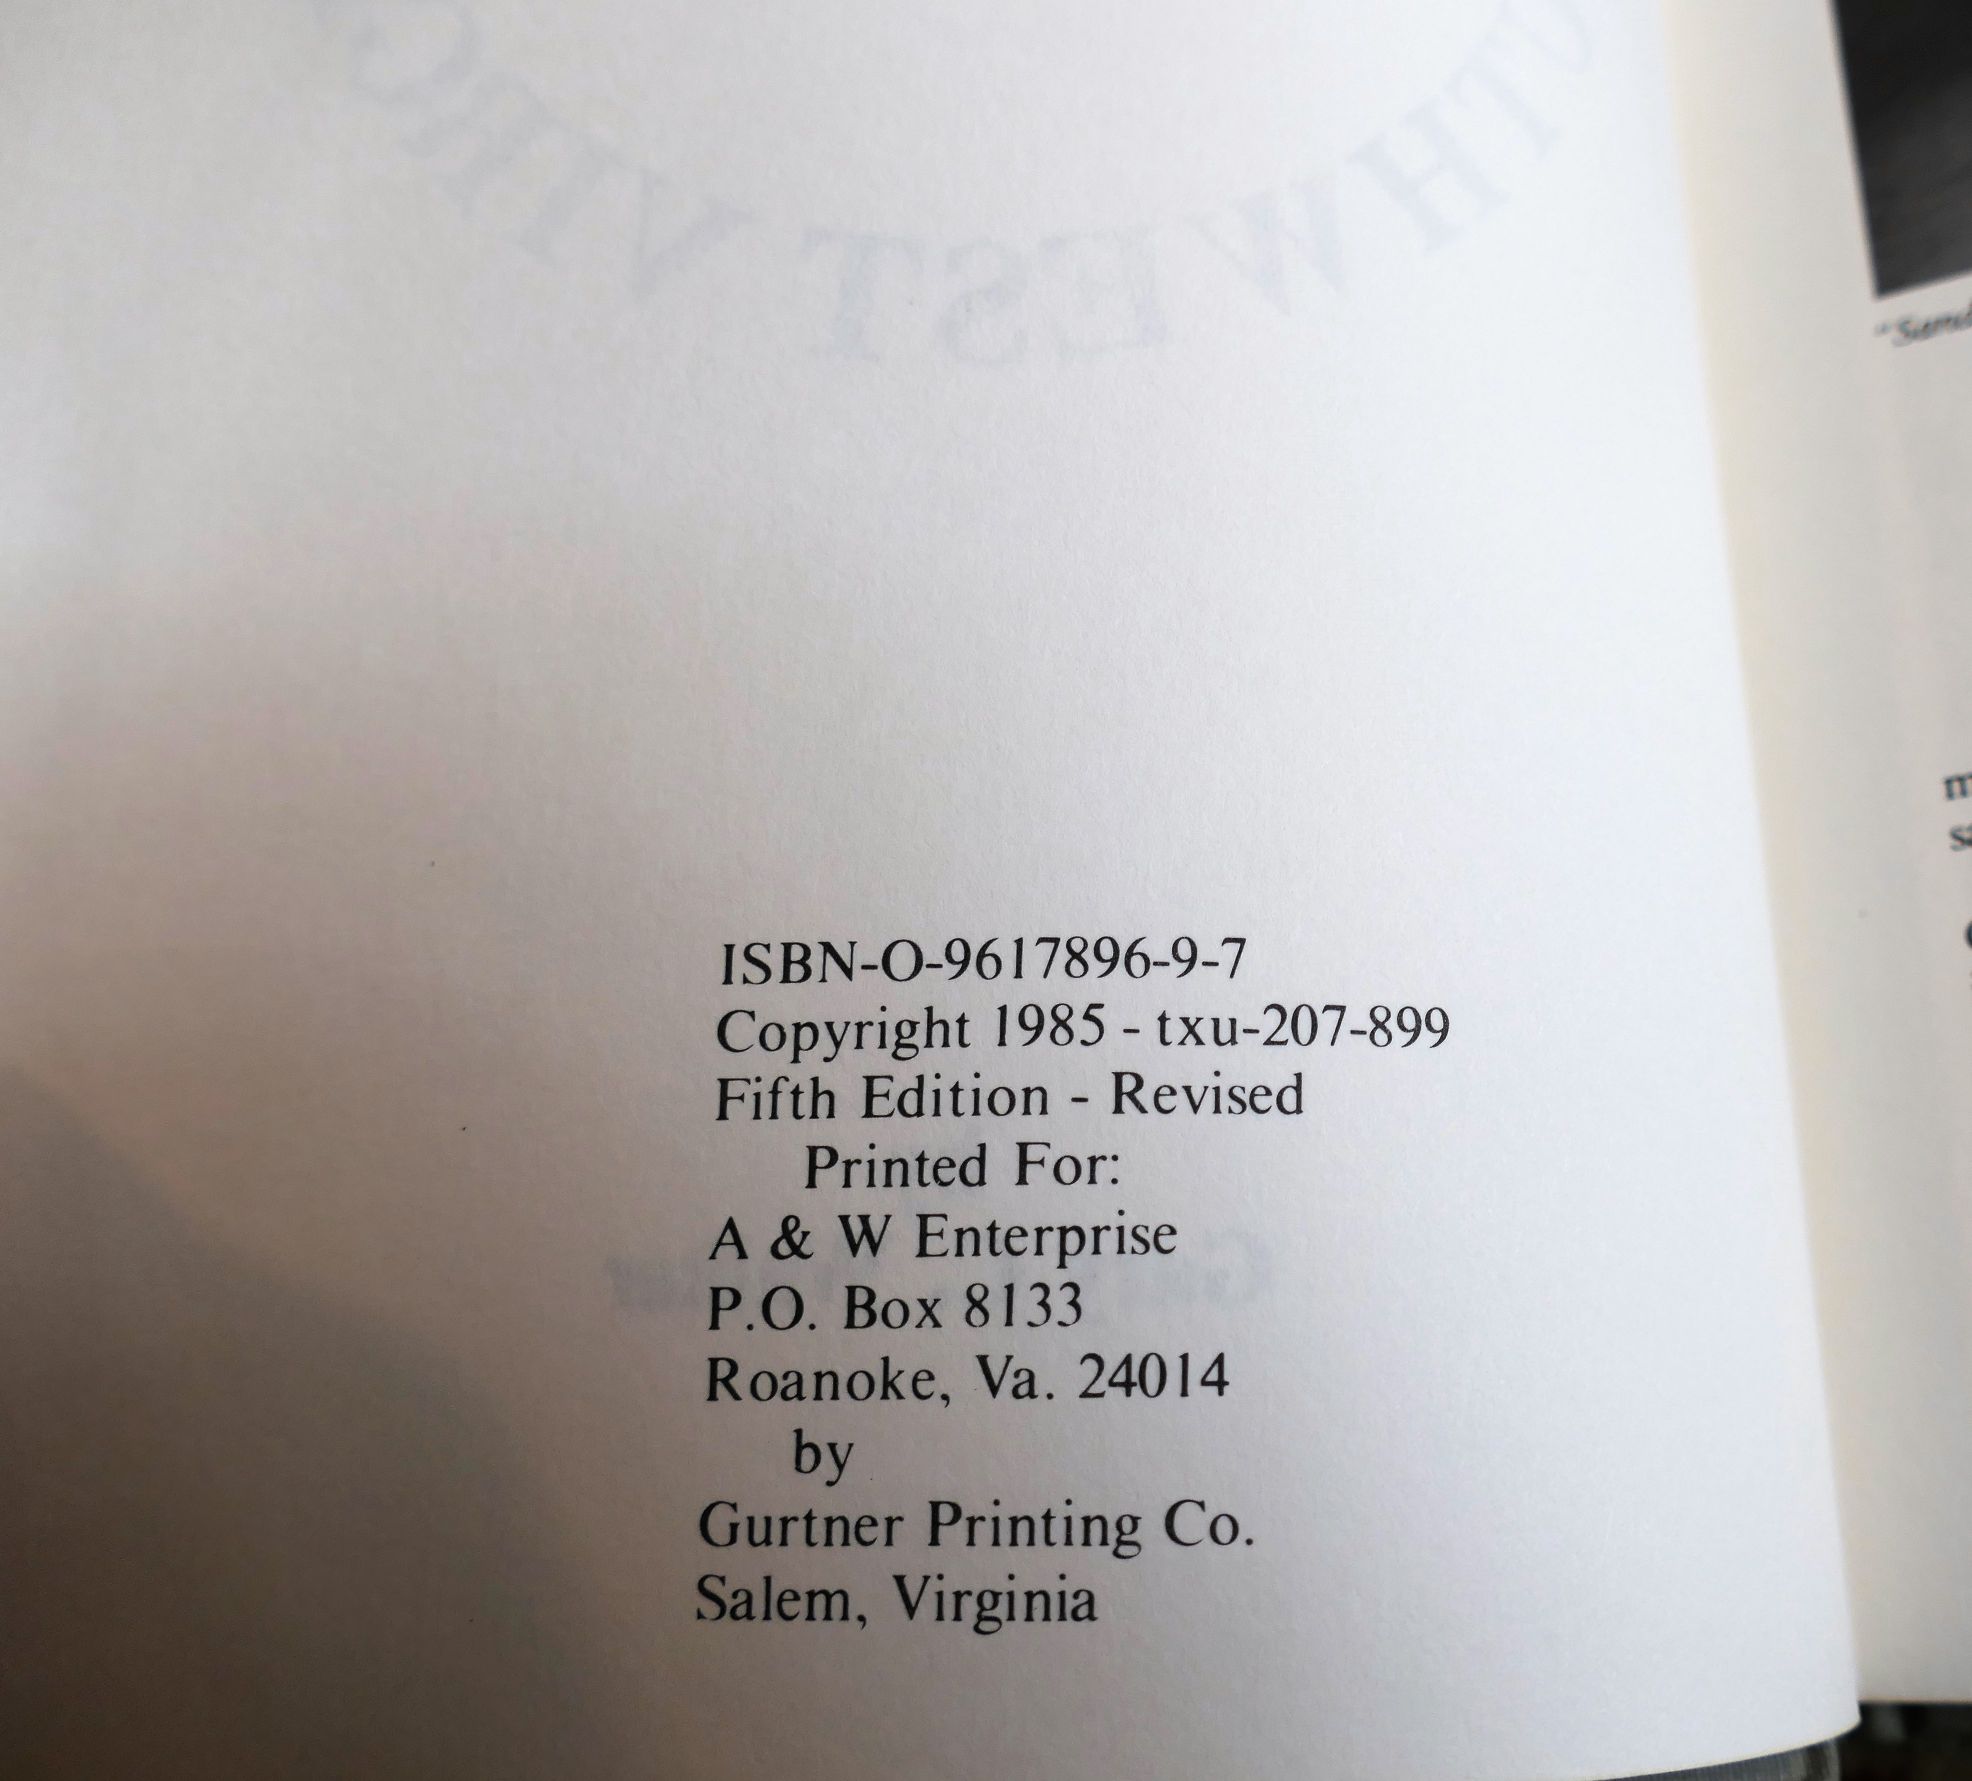 ISBN-O-9617896-9-7
Copyright 1985 - txu-207-899
Fifth Edition - Revised
Printed For:
A & W Enterprise
P.O. Box 8133
Roanoke, Va. 24014
by
Gurtner Printing Co.
Salem, Virginia